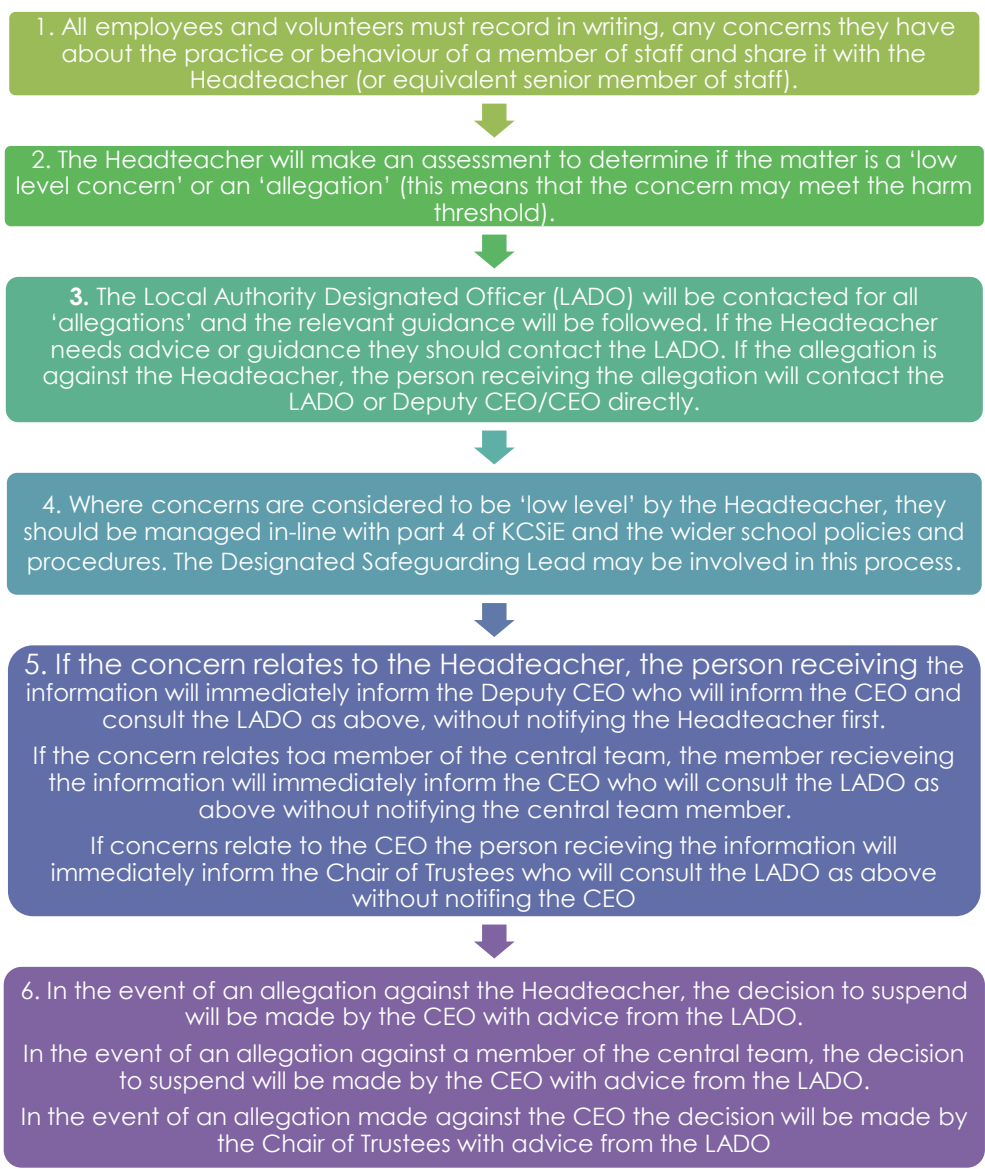 1. All employees and volunteers must record in writing, any concerns they have
about the practice or behaviour of a member of staff and share it with the
Headteacher (or equivalent senior member of staff).
2. The Headteacher will make an assessment to determine if the matter is a ‘low
level concern’ or an ‘allegation’ (this means that the concern may meet the harm
threshold).
3. The Local Authority Designated Officer (LADO) will be contacted for all
‘allegations’ and the relevant guidance will be followed. If the Headteacher
needs advice or guidance they should contact the LADO. If the allegation is
against the Headteacher, the person receiving the allegation will contact the
LADO or Deputy CEO/CEO directly.
4. Where concerns are considered to be ‘low level’ by the Headteacher, they
should be managed in-line with part 4 of KCSiE and the wider school policies and
procedures. The Designated Safeguarding Lead may be involved in this process.
5. If the concern relates to the Headteacher, the person receiving the
information will immediately inform the Deputy CEO who will inform the CEO and
consult the LADO as above, without notifying the Headteacher first.
If the concern relates toa member of the central team, the member recieveing
the information will immediately inform the CEO who will consult the LADO as
above without notifying the central team member.
If concerns relate to the CEO the person recieving the information will
immediately inform the Chair of Trustees who will consult the LADO as above
without notifing the CEO
6. In the event of an allegation against the Headteacher, the decision to suspend
will be made by the CEO with advice from the LADO.
In the event of an allegation against a member of the central team, the decision
to suspend will be made by the CEO with advice from the LADO.
In the event of an allegation made against the CEO the decision will be made by
the Chair of Trustees with advice from the LADO